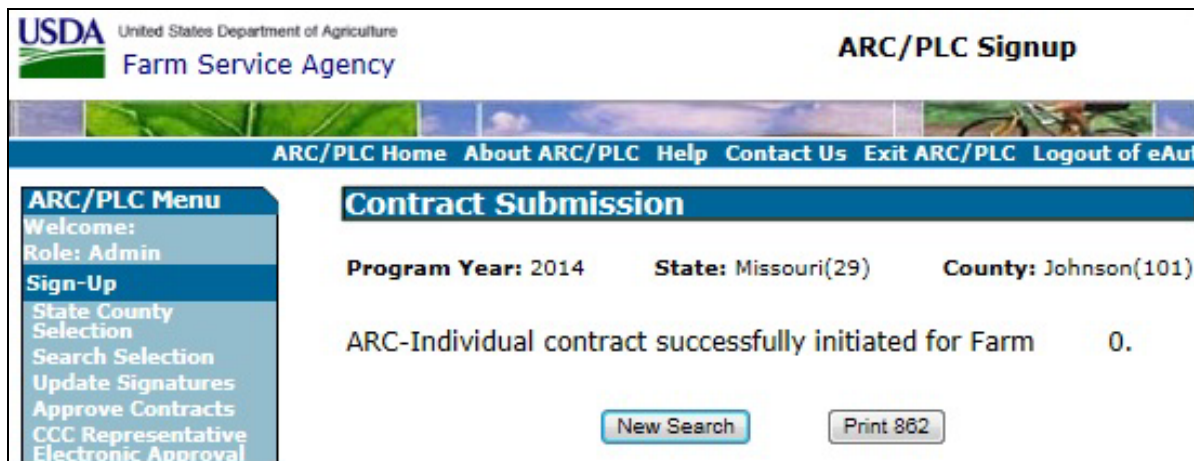 USDA United States Department of Agriculture
Farm Service Agency
ARC/PLC Signup
ARC/PLC Home About ARC/PLC Help Contact Us Exit ARC/PLC Logout of eAut
ARC/PLC Menu
Welcome:
Role: Admin
Sign-Up
State County
Selection
Search Selection
Update Signatures
Approve Contracts
CCC Representative
Electronic Approval
Contract Submission
Program Year: 2014 State: Missouri(29) County: Johnson(101)
ARC-Individual contract successfully initiated for Farm 0.
New Search Print 862